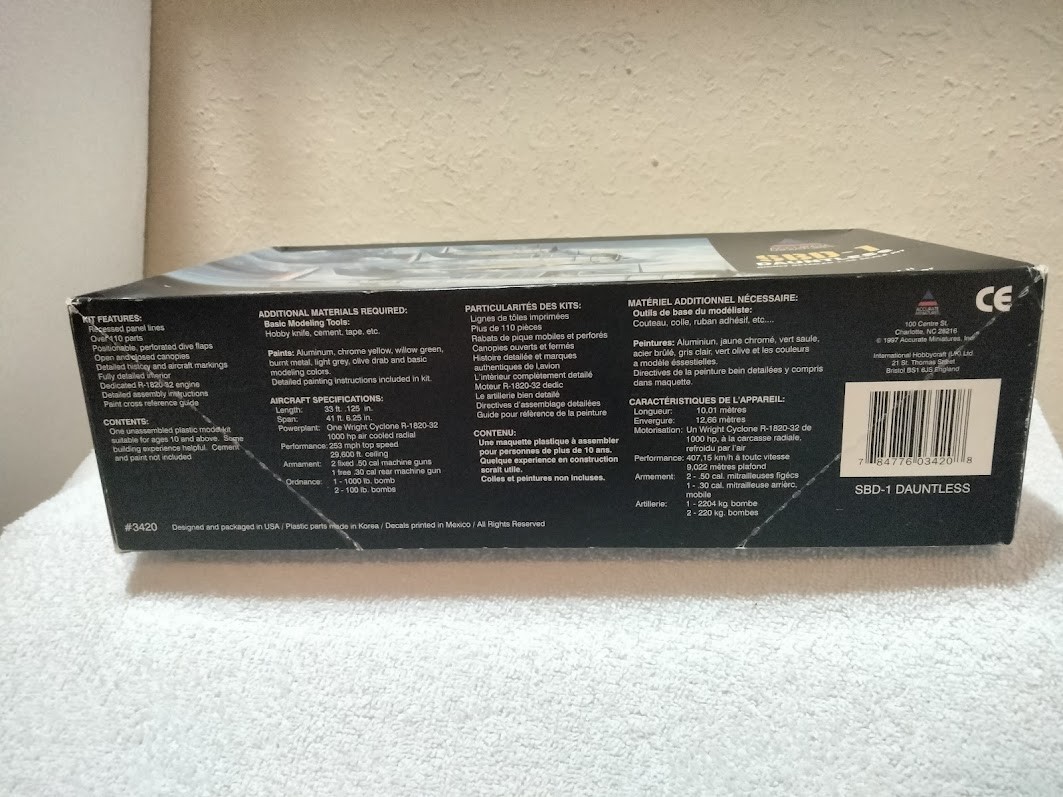 SBD-1
KIT FEATURES:
Recessed panel lines
Over 110 parts
Positionable, perforated dive flaps
Open and closed canopies
Detailed history and aircraft markings
Fully detailed interior
Dedicated R-1820-32 engine
Detailed assembly instructions
Paint cross reference guide
CONTENTS:
One unassembled plastic model kit
suitable for ages 10 and above. Some
building experience helpful. Cement
and paint not included
ADDITIONAL MATERIALS REQUIRED:
Basic Modeling Tools:
Hobby knife, cement, tape, etc.
Paints: Aluminum, chrome yellow, willow green,
burnt metal, light grey, olive drab and basic
modeling colors.
Detailed painting instructions included in kit.
AIRCRAFT SPECIFICATIONS:
Length: 33 ft. .125 in.
Span: 41 ft. 6.25 in.
Powerplant: One Wright Cyclone R-1820-32
1000 hp air cooled radial
Performance: 253 mph top speed
29,600 ft. ceiling
Armament: 2 fixed .50 cal machine guns
1 free .30 cal rear machine gun
Ordnance: 1 - 1000 lb. bomb
2 - 100 lb. bombs
PARTICULARITÉS DES KITS:
Lignes de tôles imprimées
Plus de 110 pièces
Rabats de pique mobiles et perforés
Canopies ouverts et fermés
Histoire detailée et marques
authentiques de Lavion
L'intérieur complètement detailé
Moteur R-1820-32 dedic
Le artillerie bien detailé
Directives d'assemblage detailées
Guide pour référence de la peinture
CONTENU:
Une maquette plastique à assembler
pour personnes de plus de 10 ans.
Quelque experience en construction
scrait utile.
Colles et peintures non incluses.
MATÉRIEL ADDITIONNEL NÉCESSAIRE:
Outils de base du modéliste:
Couteau, colle, ruban adhésif, etc....
Peintures: Aluminiun, jaune chromé, vert saule,
acier brûlé, gris clair, vert olive et les couleurs
a modéle éssestielles.
Directives de la peinture bein detailées y compris
dans maquette.
CARACTÉRISTIQUES DE L'APPAREIL:
Longueur: 10,01 mètres
Envergure: 12,66 mètres
Motorisation: Un Wright Cyclone R-1820-32 de
1000 hp, à la carcasse radiale,
refroidu par l'air
Performance: 407,15 km/h à toutc vitesse
9,022 mètres plafond
Armement: 2 - .50 cal. mitrailleuses figécs
1 - .30 cal. mitrailleuse arrièrc,
mobile
Artillerie: 1 - 2204 kg. bombe
2 - 220 kg. bombes
ACCURATE
MINIATURES
CE
100 Centre St.
Charlotte, NC 28216
© 1997 Accurate Miniatures, Inc.
International Hobbycraft (UK) Ltd
21 St. Thomas Street
Bristol BS1 6JS England
7 84776 03420 8
SBD-1 DAUNTLESS
#3420 Designed and packaged in USA / Plastic parts made in Korea / Decals printed in Mexico / All Rights Reserved